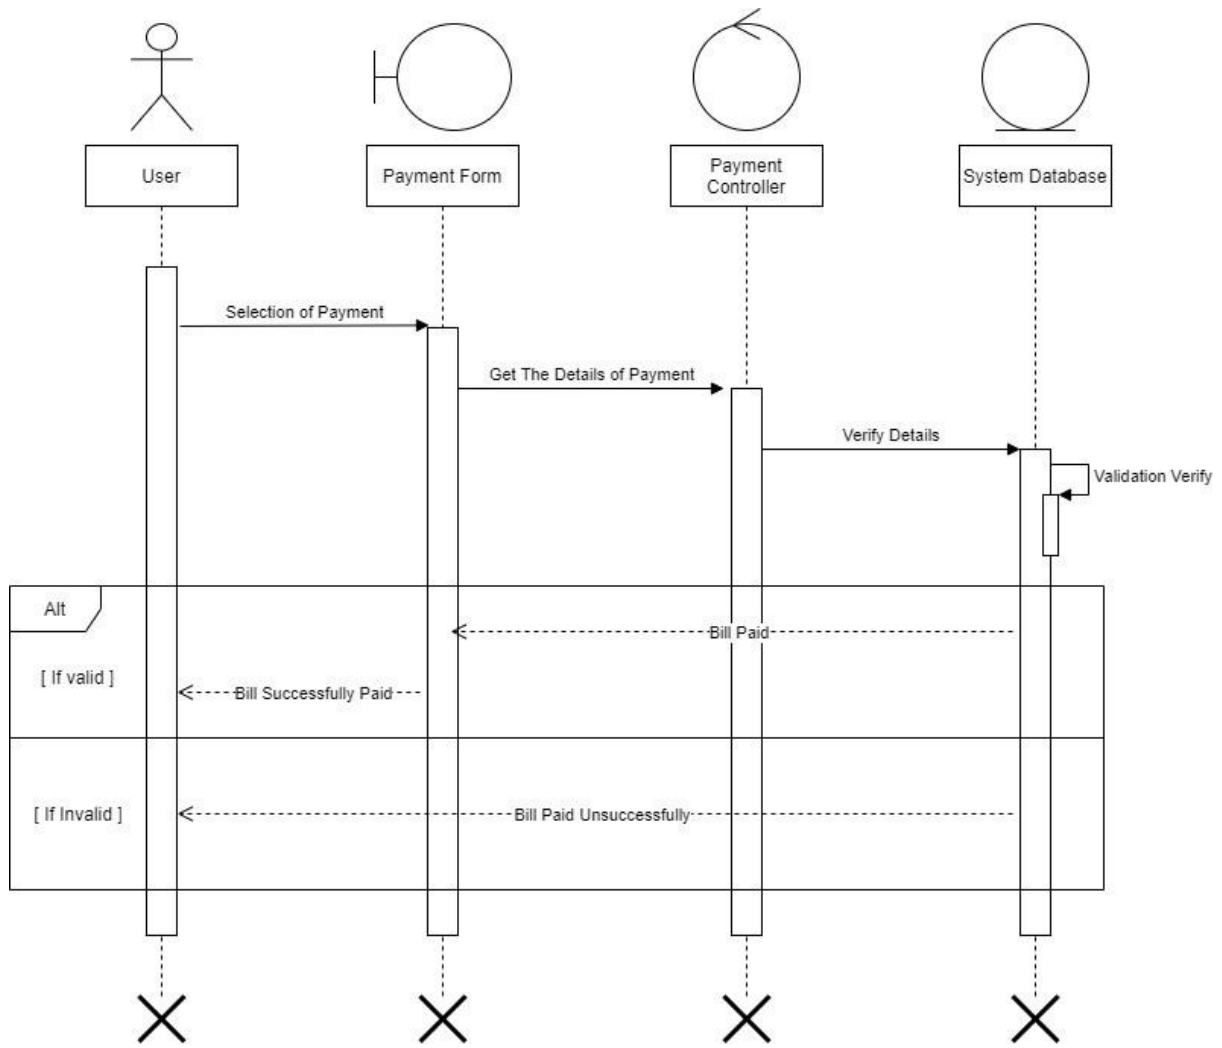 User
Payment Form
Payment
Controller
System Database
Selection of Payment
Get The Details of Payment
Verify Details
Validation Verify
Alt
Bill Paid
[ If valid ]
Bill Successfully Paid
[ If Invalid ]
Bill Paid Unsuccessfully